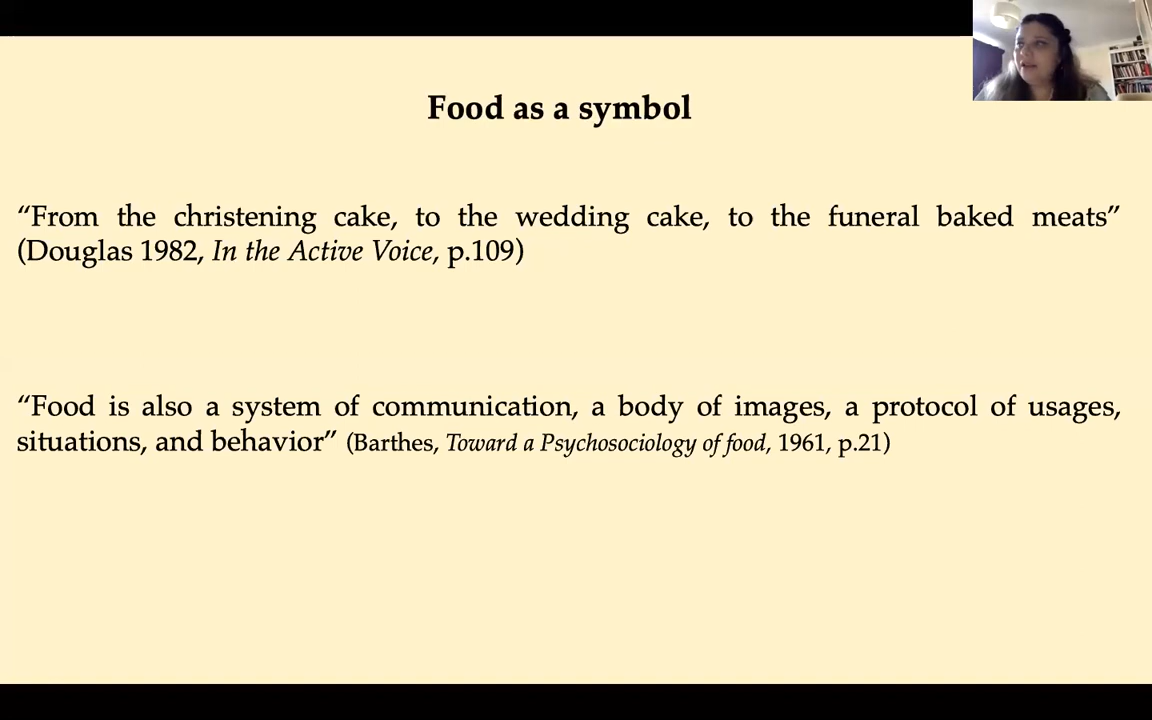 Food as a symbol
“From the christening cake, to the wedding cake, to the funeral baked meats”
(Douglas 1982, In the Active Voice, p.109)
“Food is also a system of communication, a body of images, a protocol of usages,
situations, and behavior” (Barthes, Toward a Psychosociology of food, 1961, p.21)